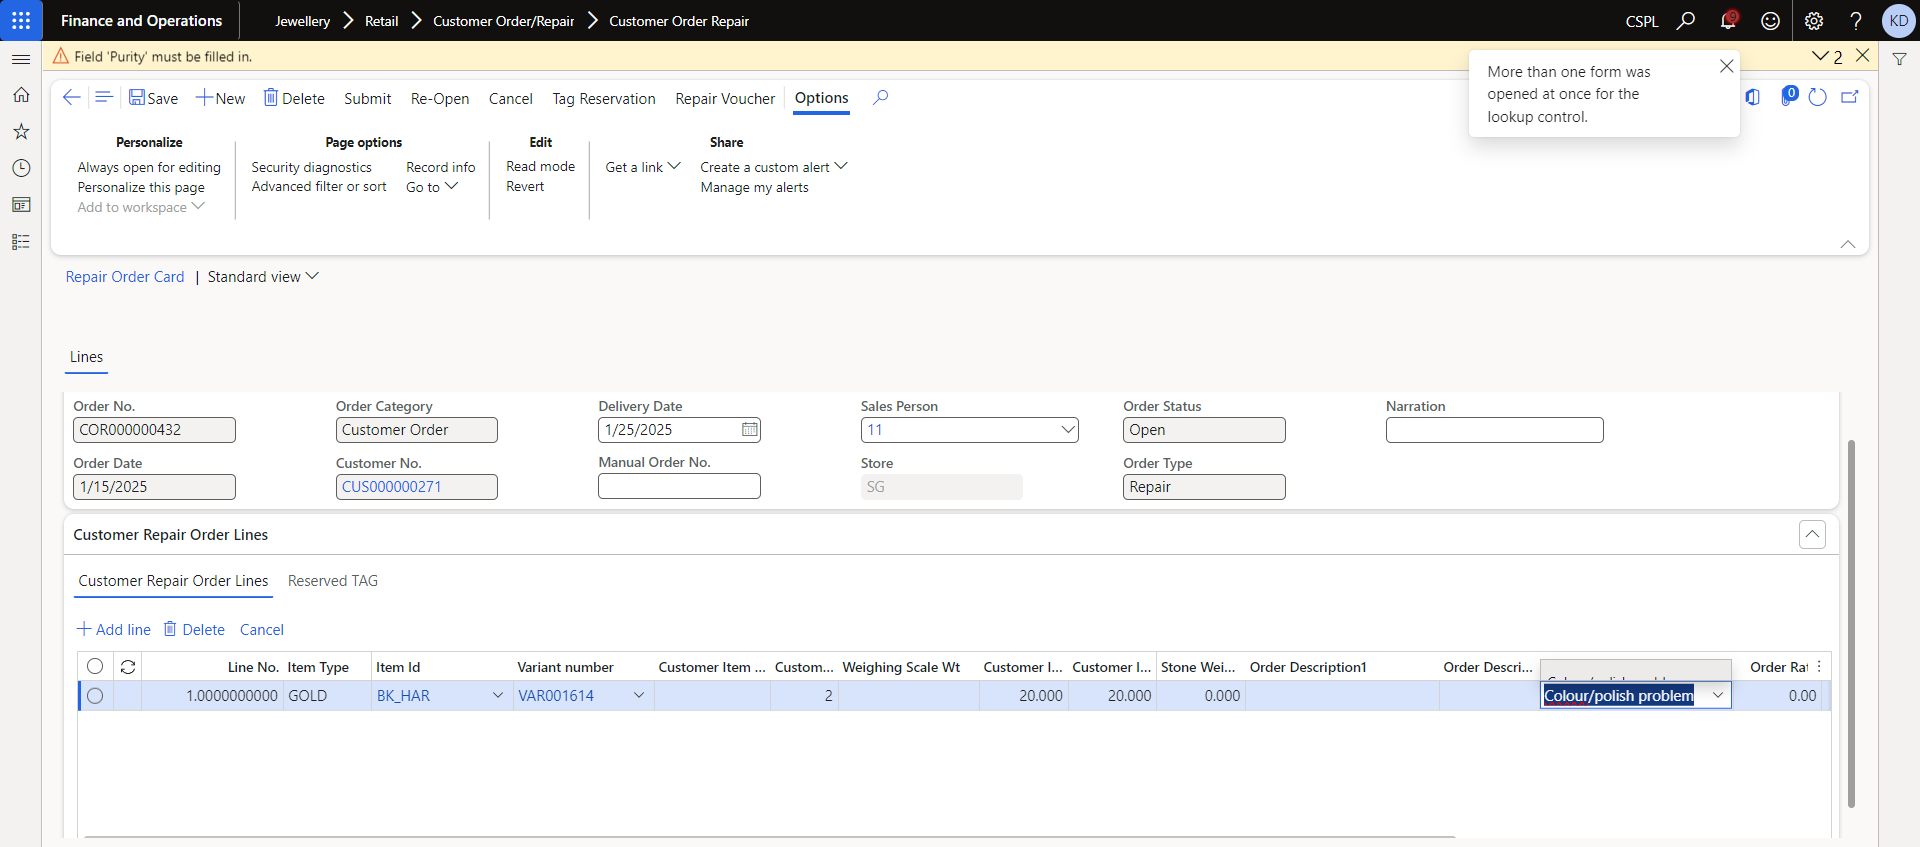 Finance and Operations
Jewellery
Retail
Customer Order/Repair
Customer Order Repair
CSPL
KD
Field 'Purity' must be filled in.
2
More than one form was
opened at once for the
lookup control.
Save
New
Delete
Submit
Re-Open
Cancel
Tag Reservation
Repair Voucher
Options
0
Personalize
Always open for editing
Personalize this page
Add to workspace
Page options
Security diagnostics
Advanced filter or sort
Record info
Go to
Edit
Read mode
Revert
Share
Get a link
Create a custom alert
Manage my alerts
Repair Order Card | Standard view
Lines
Order No.
COR000000432
Order Category
Customer Order
Delivery Date
1/25/2025
Sales Person
11
Order Status
Open
Narration
Order Date
1/15/2025
Customer No.
CUS000000271
Manual Order No.
Store
SG
Order Type
Repair
Customer Repair Order Lines
Customer Repair Order Lines
Reserved TAG
Add line
Delete
Cancel
Line No. Item Type Item Id Variant number Customer Item ... Custom... Weighing Scale Wt Customer I... Customer I... Stone Wei... Order Description1 Order Descri... Order Rat
1.0000000000 GOLD BK_HAR VAR001614 2 20.000 20.000 0.000 Colour/polish problem 0.00